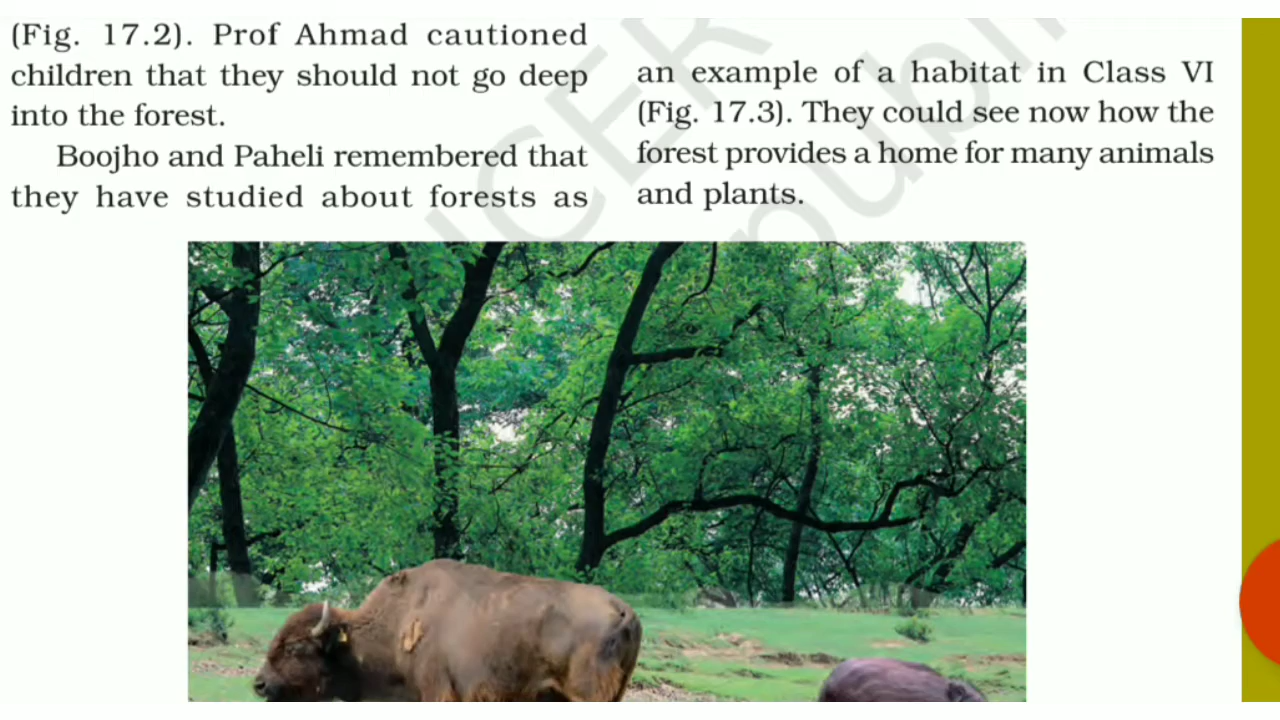 (Fig. 17.2). Prof Ahmad cautioned
children that they should not go deep
into the forest.
Boojho and Paheli remembered that
they have studied about forests as
an example of a habitat in Class VI
(Fig. 17.3). They could see now how the
forest provides a home for many animals
and plants.